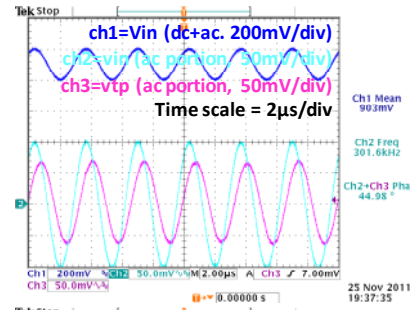 Tek Stop
ch1=Vin (dc+ac. 200mV/div)
ch2=vin (ac portion, 50mV/div)
ch3=vtp (ac portion, 50mV/div)
Time scale = 2µs/div
Ch1 Mean
903mV
Ch2 Freq
301.6kHz
Ch2+Ch3 Pha
44.98 °
Ch1 200mV Ch2 50.0mV M 2.00µs A Ch3 7.00mV
Ch3 50.0mV
0.00000 s
25 Nov 2011
19:37:35